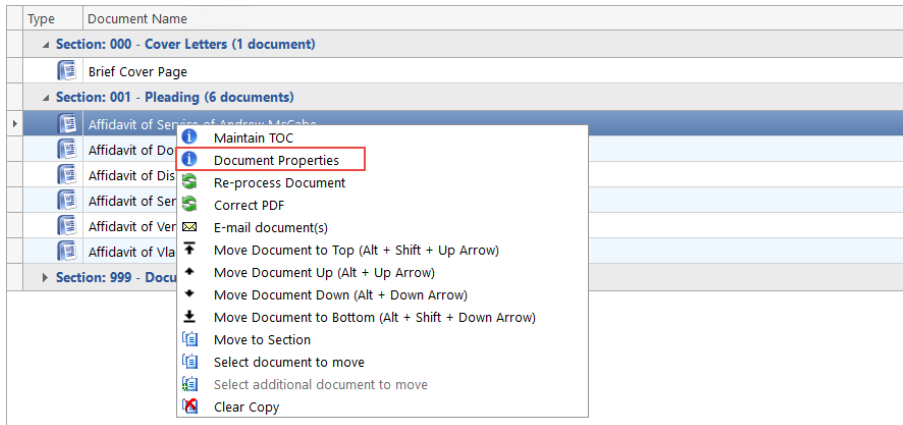 Type Document Name
Section: 000 - Cover Letters (1 document)
Brief Cover Page
Section: 001 - Pleading (6 documents)
Affidavit of Service of Andrew McCabe
Maintain TOC
Affidavit of Do
Document Properties
Affidavit of Dis
Re-process Document
Affidavit of Ser
Correct PDF
Affidavit of Ver
E-mail document(s)
Affidavit of Vla
Move Document to Top (Alt + Shift + Up Arrow)
Section: 999 - Docu
Move Document Up (Alt + Up Arrow)
Move Document Down (Alt + Down Arrow)
Move Document to Bottom (Alt + Shift + Down Arrow)
Move to Section
Select document to move
Select additional document to move
Clear Copy